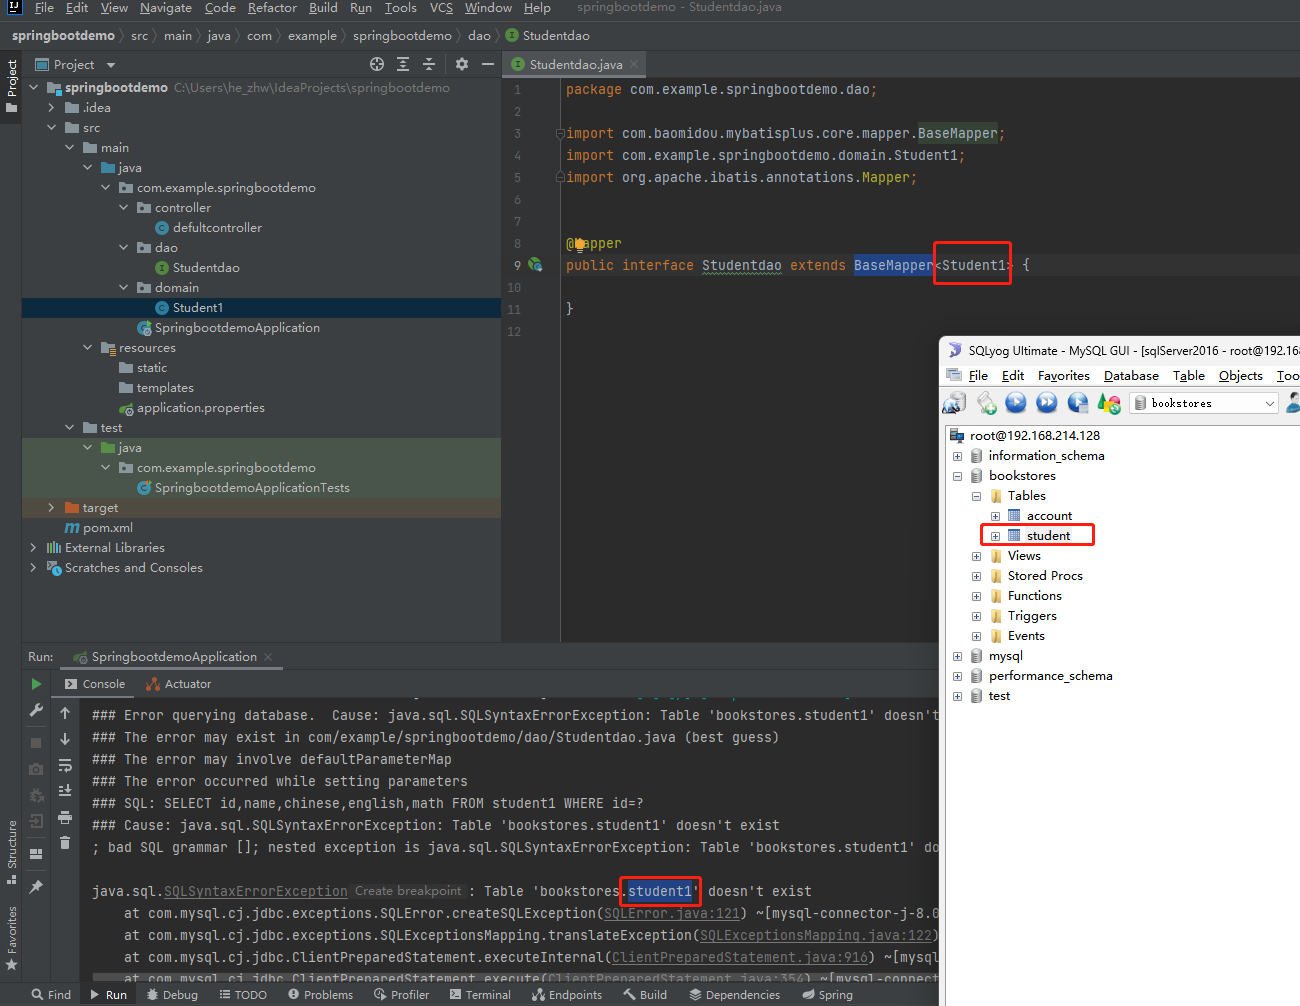 File Edit View Navigate Code Refactor Build Run Tools VCS Window Help springbootdemo - Studentdao.java
springbootdemo src main java com example springbootdemo dao Studentdao
Project
Project
Studentdao.java
springbootdemo C:\Users\he_zhw\IdeaProjects\springbootdemo
.idea
src
main
java
com.example.springbootdemo
controller
defultcontroller
dao
Studentdao
domain
Student1
SpringbootdemoApplication
resources
static
templates
application.properties
test
java
com.example.springbootdemo
SpringbootdemoApplicationTests
target
pom.xml
External Libraries
Scratches and Consoles
1 package com.example.springbootdemo.dao;
2
3 import com.baomidou.mybatisplus.core.mapper.BaseMapper;
4 import com.example.springbootdemo.domain.Student1;
5 import org.apache.ibatis.annotations.Mapper;
6
7
8 @Mapper
9 public interface Studentdao extends BaseMapper<Student1> {
10
11 }
12
SQLyog Ultimate - MySQL GUI - [sqlServer2016 - root@192.168
File Edit Favorites Database Table Objects Too
bookstores
root@192.168.214.128
information_schema
bookstores
Tables
account
student
Views
Stored Procs
Functions
Triggers
Events
mysql
performance_schema
test
Run: SpringbootdemoApplication
Console Actuator
### Error querying database.  Cause: java.sql.SQLSyntaxErrorException: Table 'bookstores.student1' doesn't
### The error may exist in com/example/springbootdemo/dao/Studentdao.java (best guess)
### The error may involve defaultParameterMap
### The error occurred while setting parameters
### SQL: SELECT id,name,chinese,english,math FROM student1 WHERE id=?
### Cause: java.sql.SQLSyntaxErrorException: Table 'bookstores.student1' doesn't exist
; bad SQL grammar []; nested exception is java.sql.SQLSyntaxErrorException: Table 'bookstores.student1' do
java.sql.SQLSyntaxErrorException Create breakpoint : Table 'bookstores.student1' doesn't exist
at com.mysql.cj.jdbc.exceptions.SQLError.createSQLException(SQLError.java:121) ~[mysql-connector-j-8.0
at com.mysql.cj.jdbc.exceptions.SQLExceptionsMapping.translateException(SQLExceptionsMapping.java:122)
at com.mysql.cj.jdbc.ClientPreparedStatement.executeInternal(ClientPreparedStatement.java:916) ~[mysq
at com.mysql.cj.jdbc.ClientPreparedStatement.execute(ClientPreparedStatement.java:354) ~[mysql-connect
Structure
Favorites
Find Run Debug TODO Problems Profiler Terminal Endpoints Build Dependencies Spring